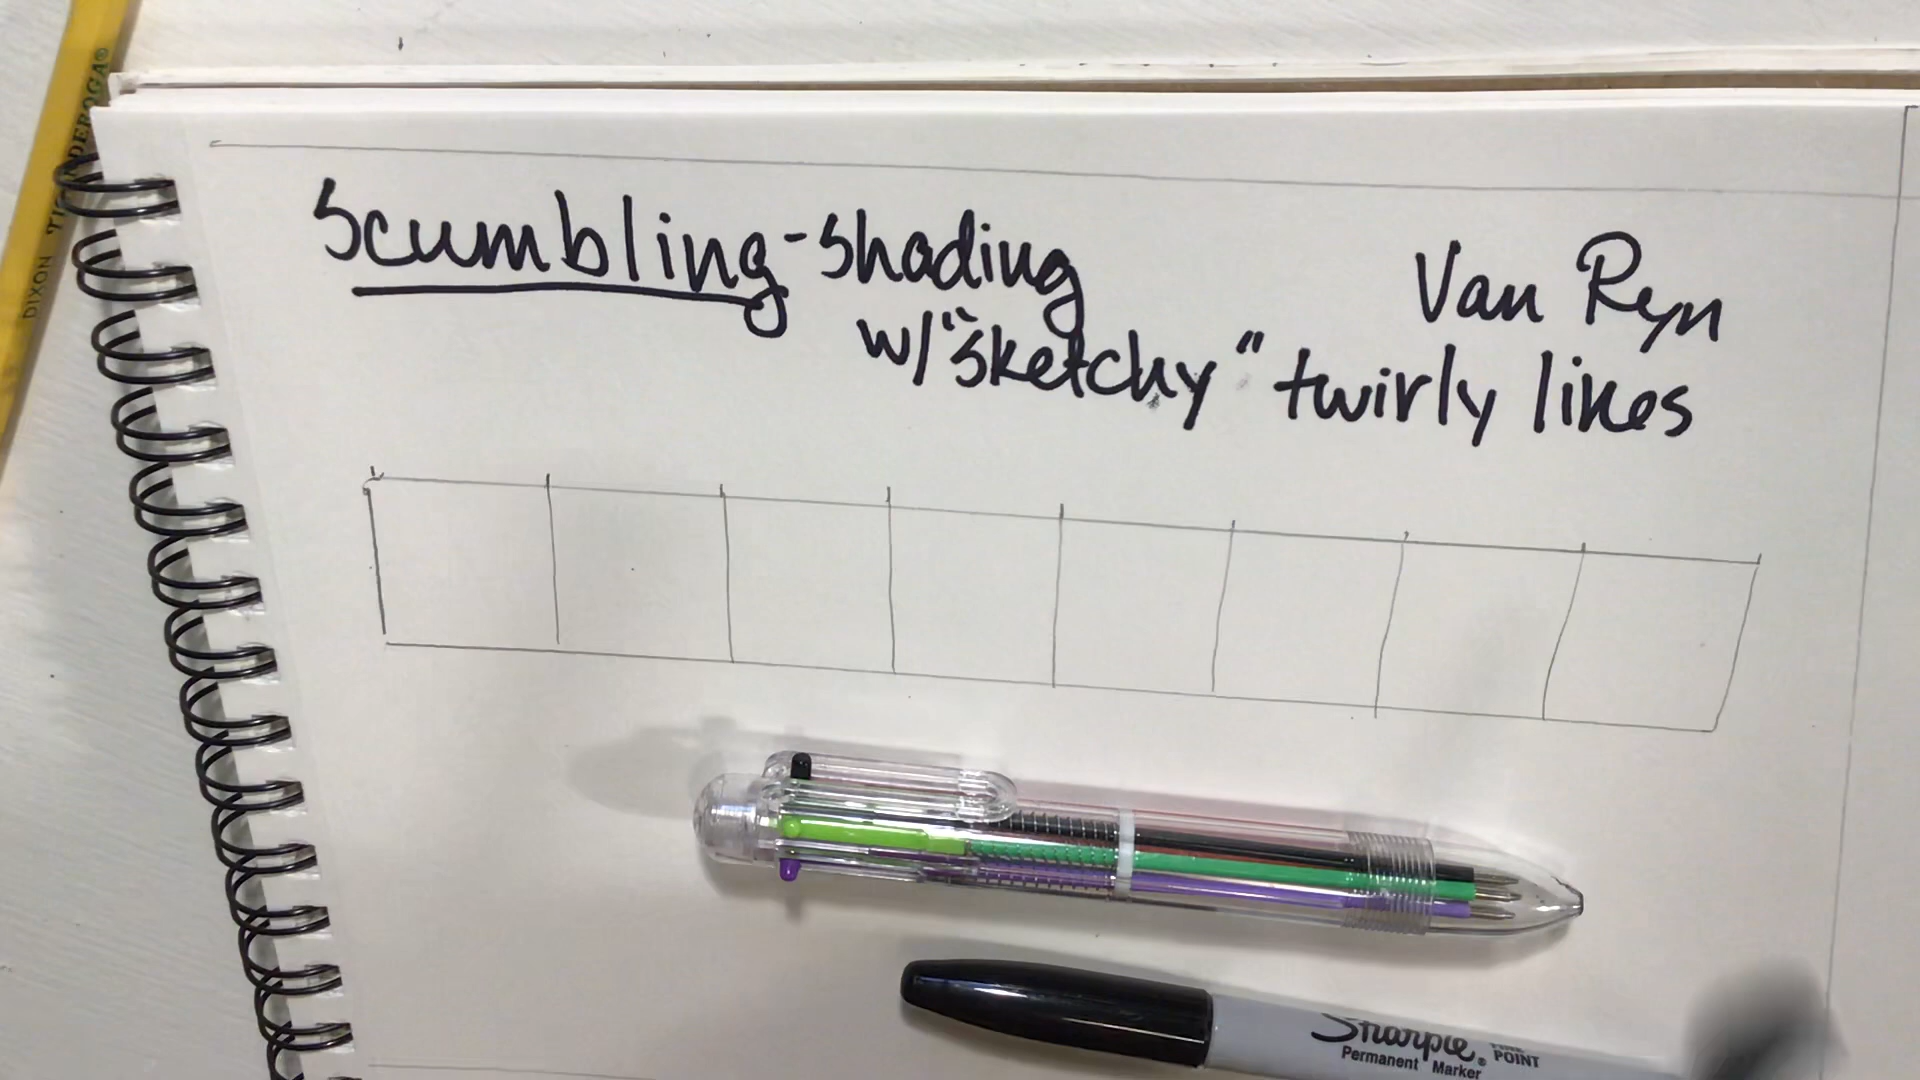 Scumbling - Shading
Van Ryn
w/ "Sketchy" twirly lines
Sharpie® FINE POINT
Permanent Marker
DIXON TICONDEROGA®